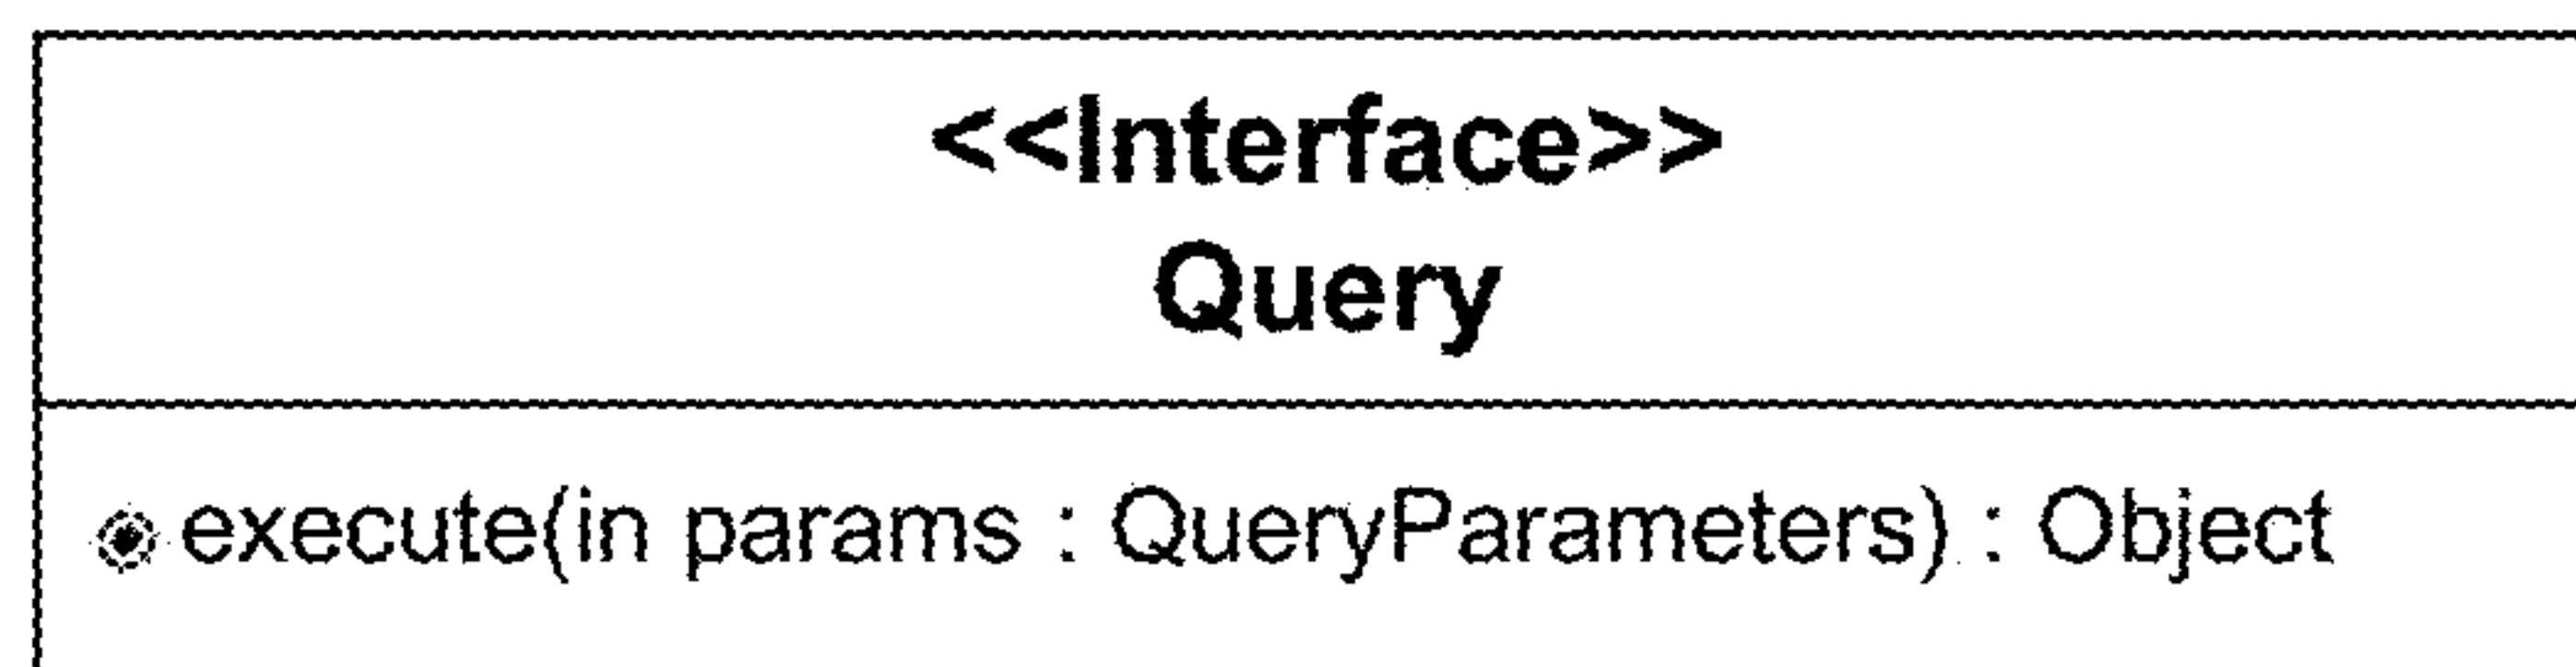 <<Interface>>
Query
execute(in params : QueryParameters) : Object